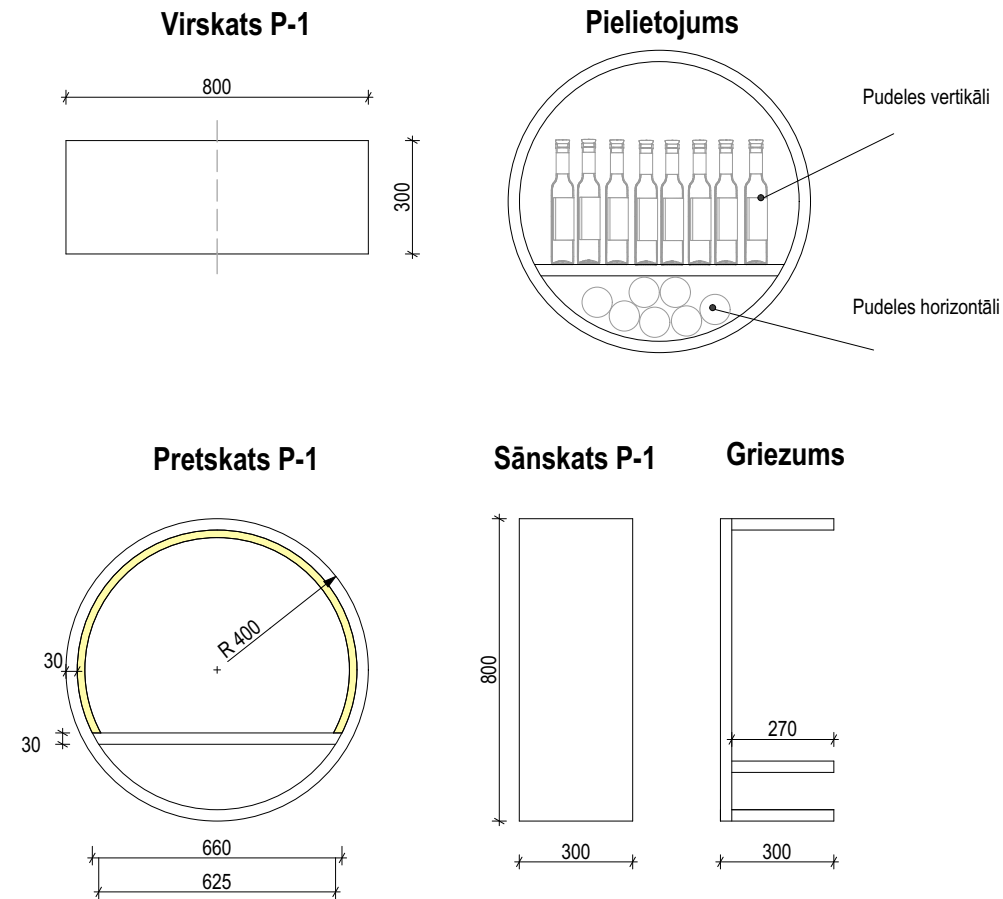 Virskats P-1
800
300
Pielietojums
Pudeles vertikāli
Pudeles horizontāli
Pretskats P-1
R 400
30
30
660
625
Sānskats P-1
800
300
Griezums
270
300